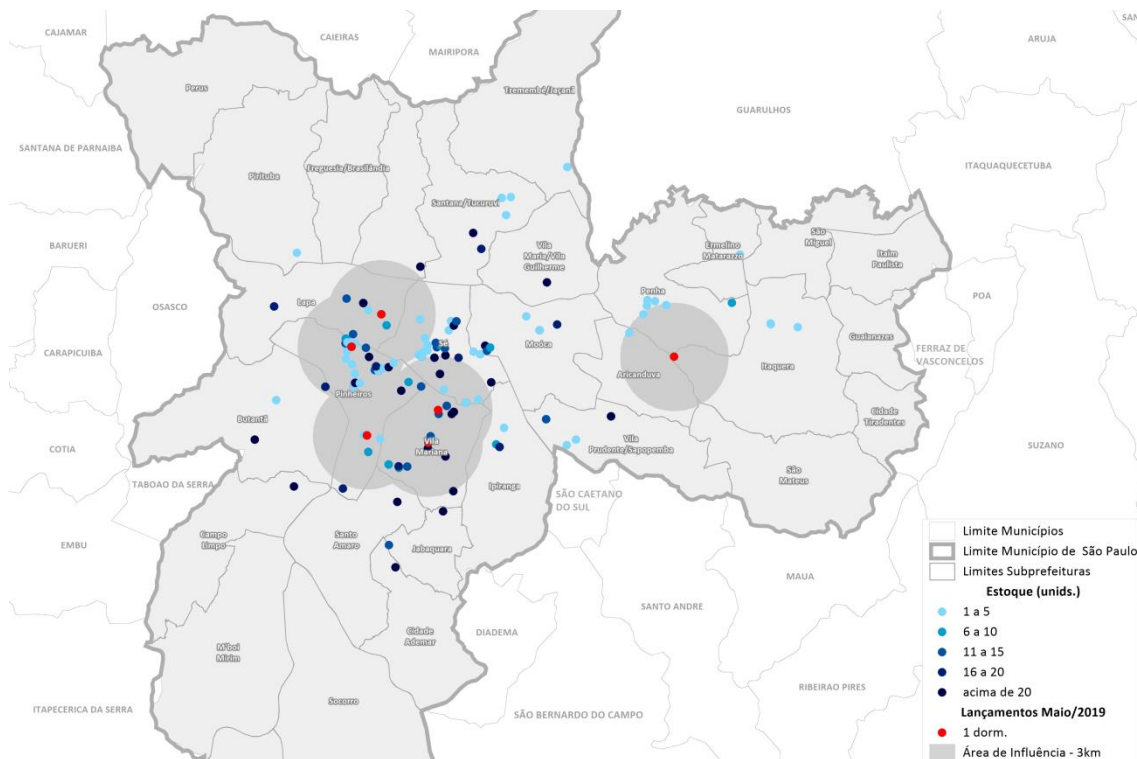 CAJAMAR
CAIEIRAS
MAIRIPORA
ARUJA
SAN
Perus
Tremembé/Jaçanã
GUARULHOS
SANTANA DE PARNAIBA
Pirituba
Freguesia/Brasilândia
ITAQUAQUECETUBA
Santana/Tucuruvi
BARUERI
Vila
Maria/Vila
Guilherme
Ermelino
Matarazzo
São
Miguel
Itaim
Paulista
OSASCO
Lapa
Penha
POA
CARAPICUIBA
Sé
Moóca
Guaianazes
FERRAZ DE
VASCONCELOS
Aricanduva
Itaquera
Pinheiros
Butantã
Cidade
Tiradentes
COTIA
Vila
Mariana
Vila
Prudente/Sapopemba
SUZANO
TABOAO DA SERRA
Ipiranga
SÃO CAETANO
DO SUL
São
Mateus
EMBU
Campo
Limpo
Santo
Amaro
Jabaquara
MAUA
SANTO ANDRE
M'boi
Mirim
Cidade
Ademar
DIADEMA
RIBEIRAO PIRES
ITAPECERICA DA SERRA
Socorro
SÃO BERNARDO DO CAMPO
Limite Municípios
Limite Município de São Paulo
Limites Subprefeituras
Estoque (unids.)
1 a 5
6 a 10
11 a 15
16 a 20
acima de 20
Lançamentos Maio/2019
1 dorm.
Área de Influência - 3km